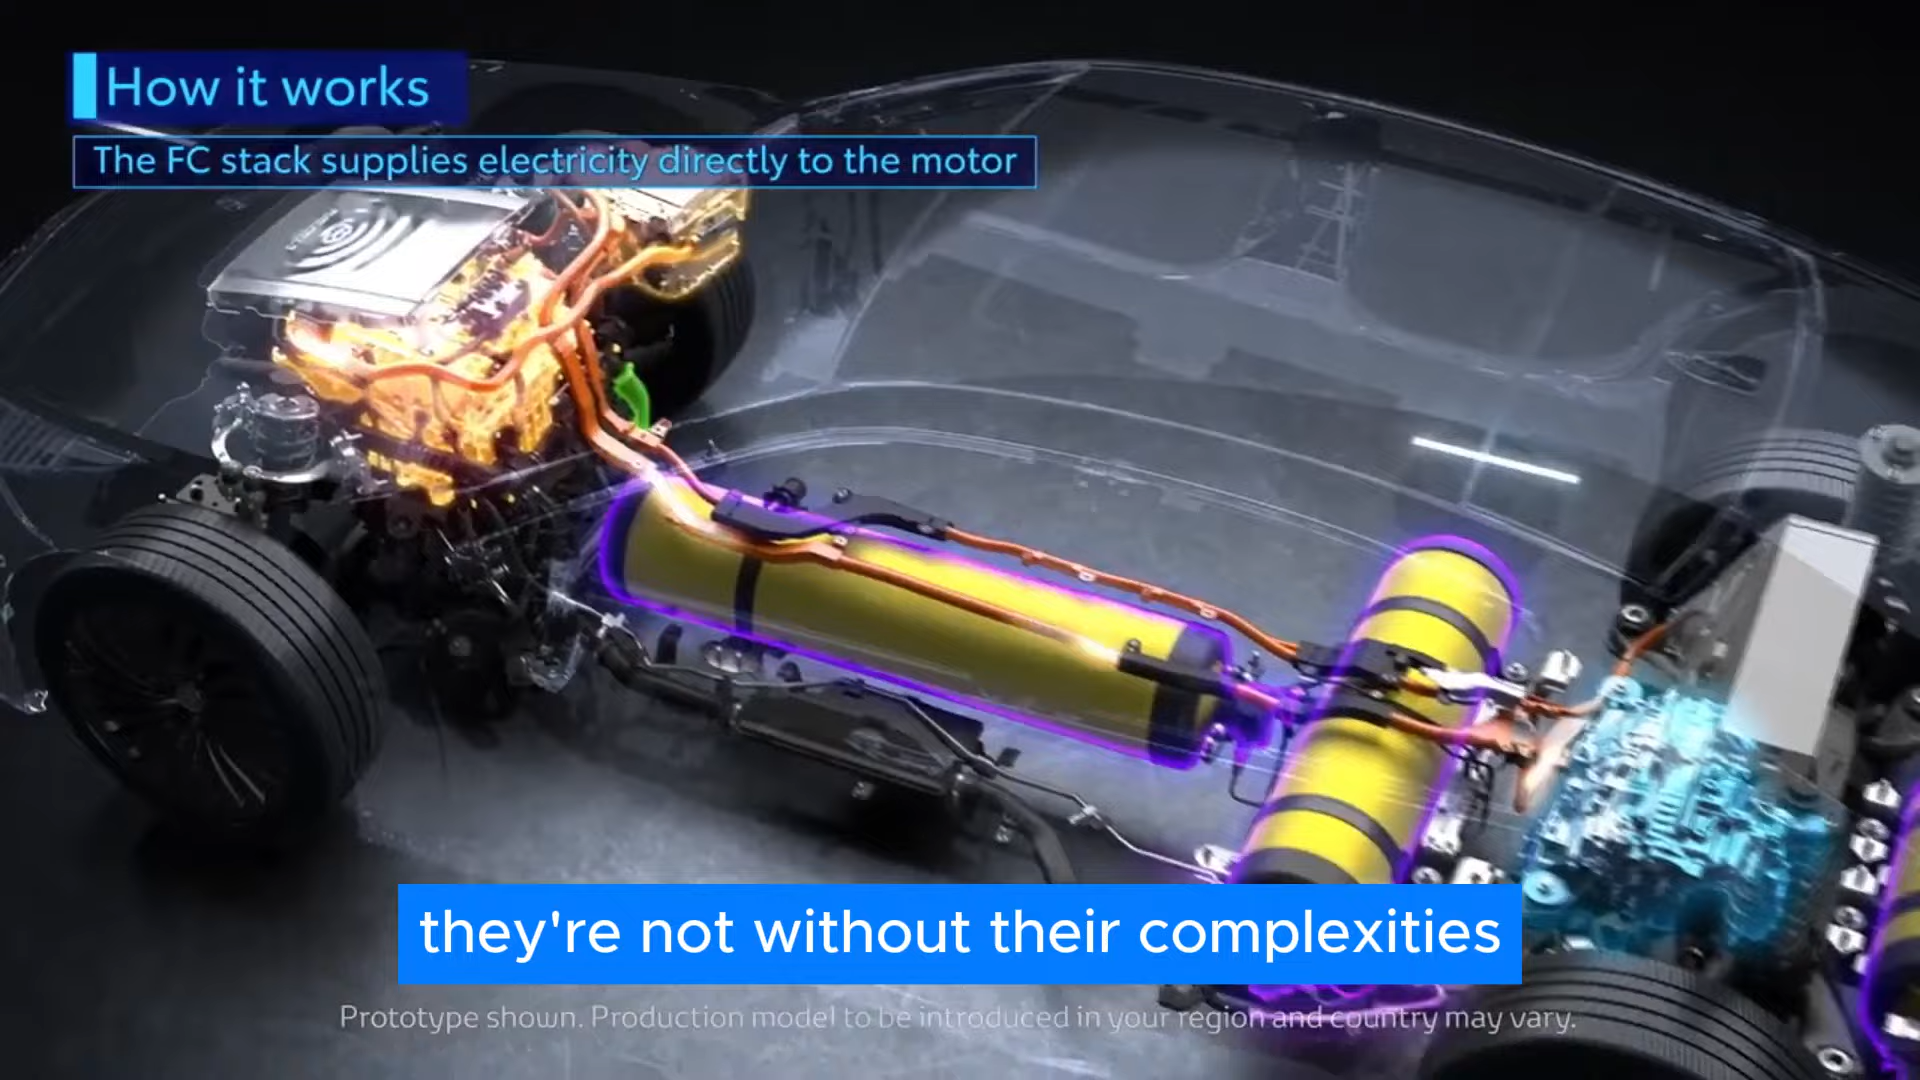 How it works
The FC stack supplies electricity directly to the motor
they're not without their complexities
Prototype shown. Production model to be introduced in your region and country may vary.